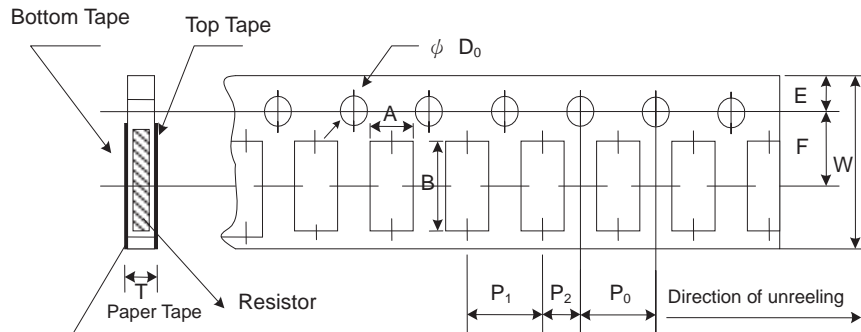 Bottom Tape
Top Tape
ϕ D₀
E
A
F
W
B
T
Paper Tape
Resistor
P₁
P₂
P₀
Direction of unreeling